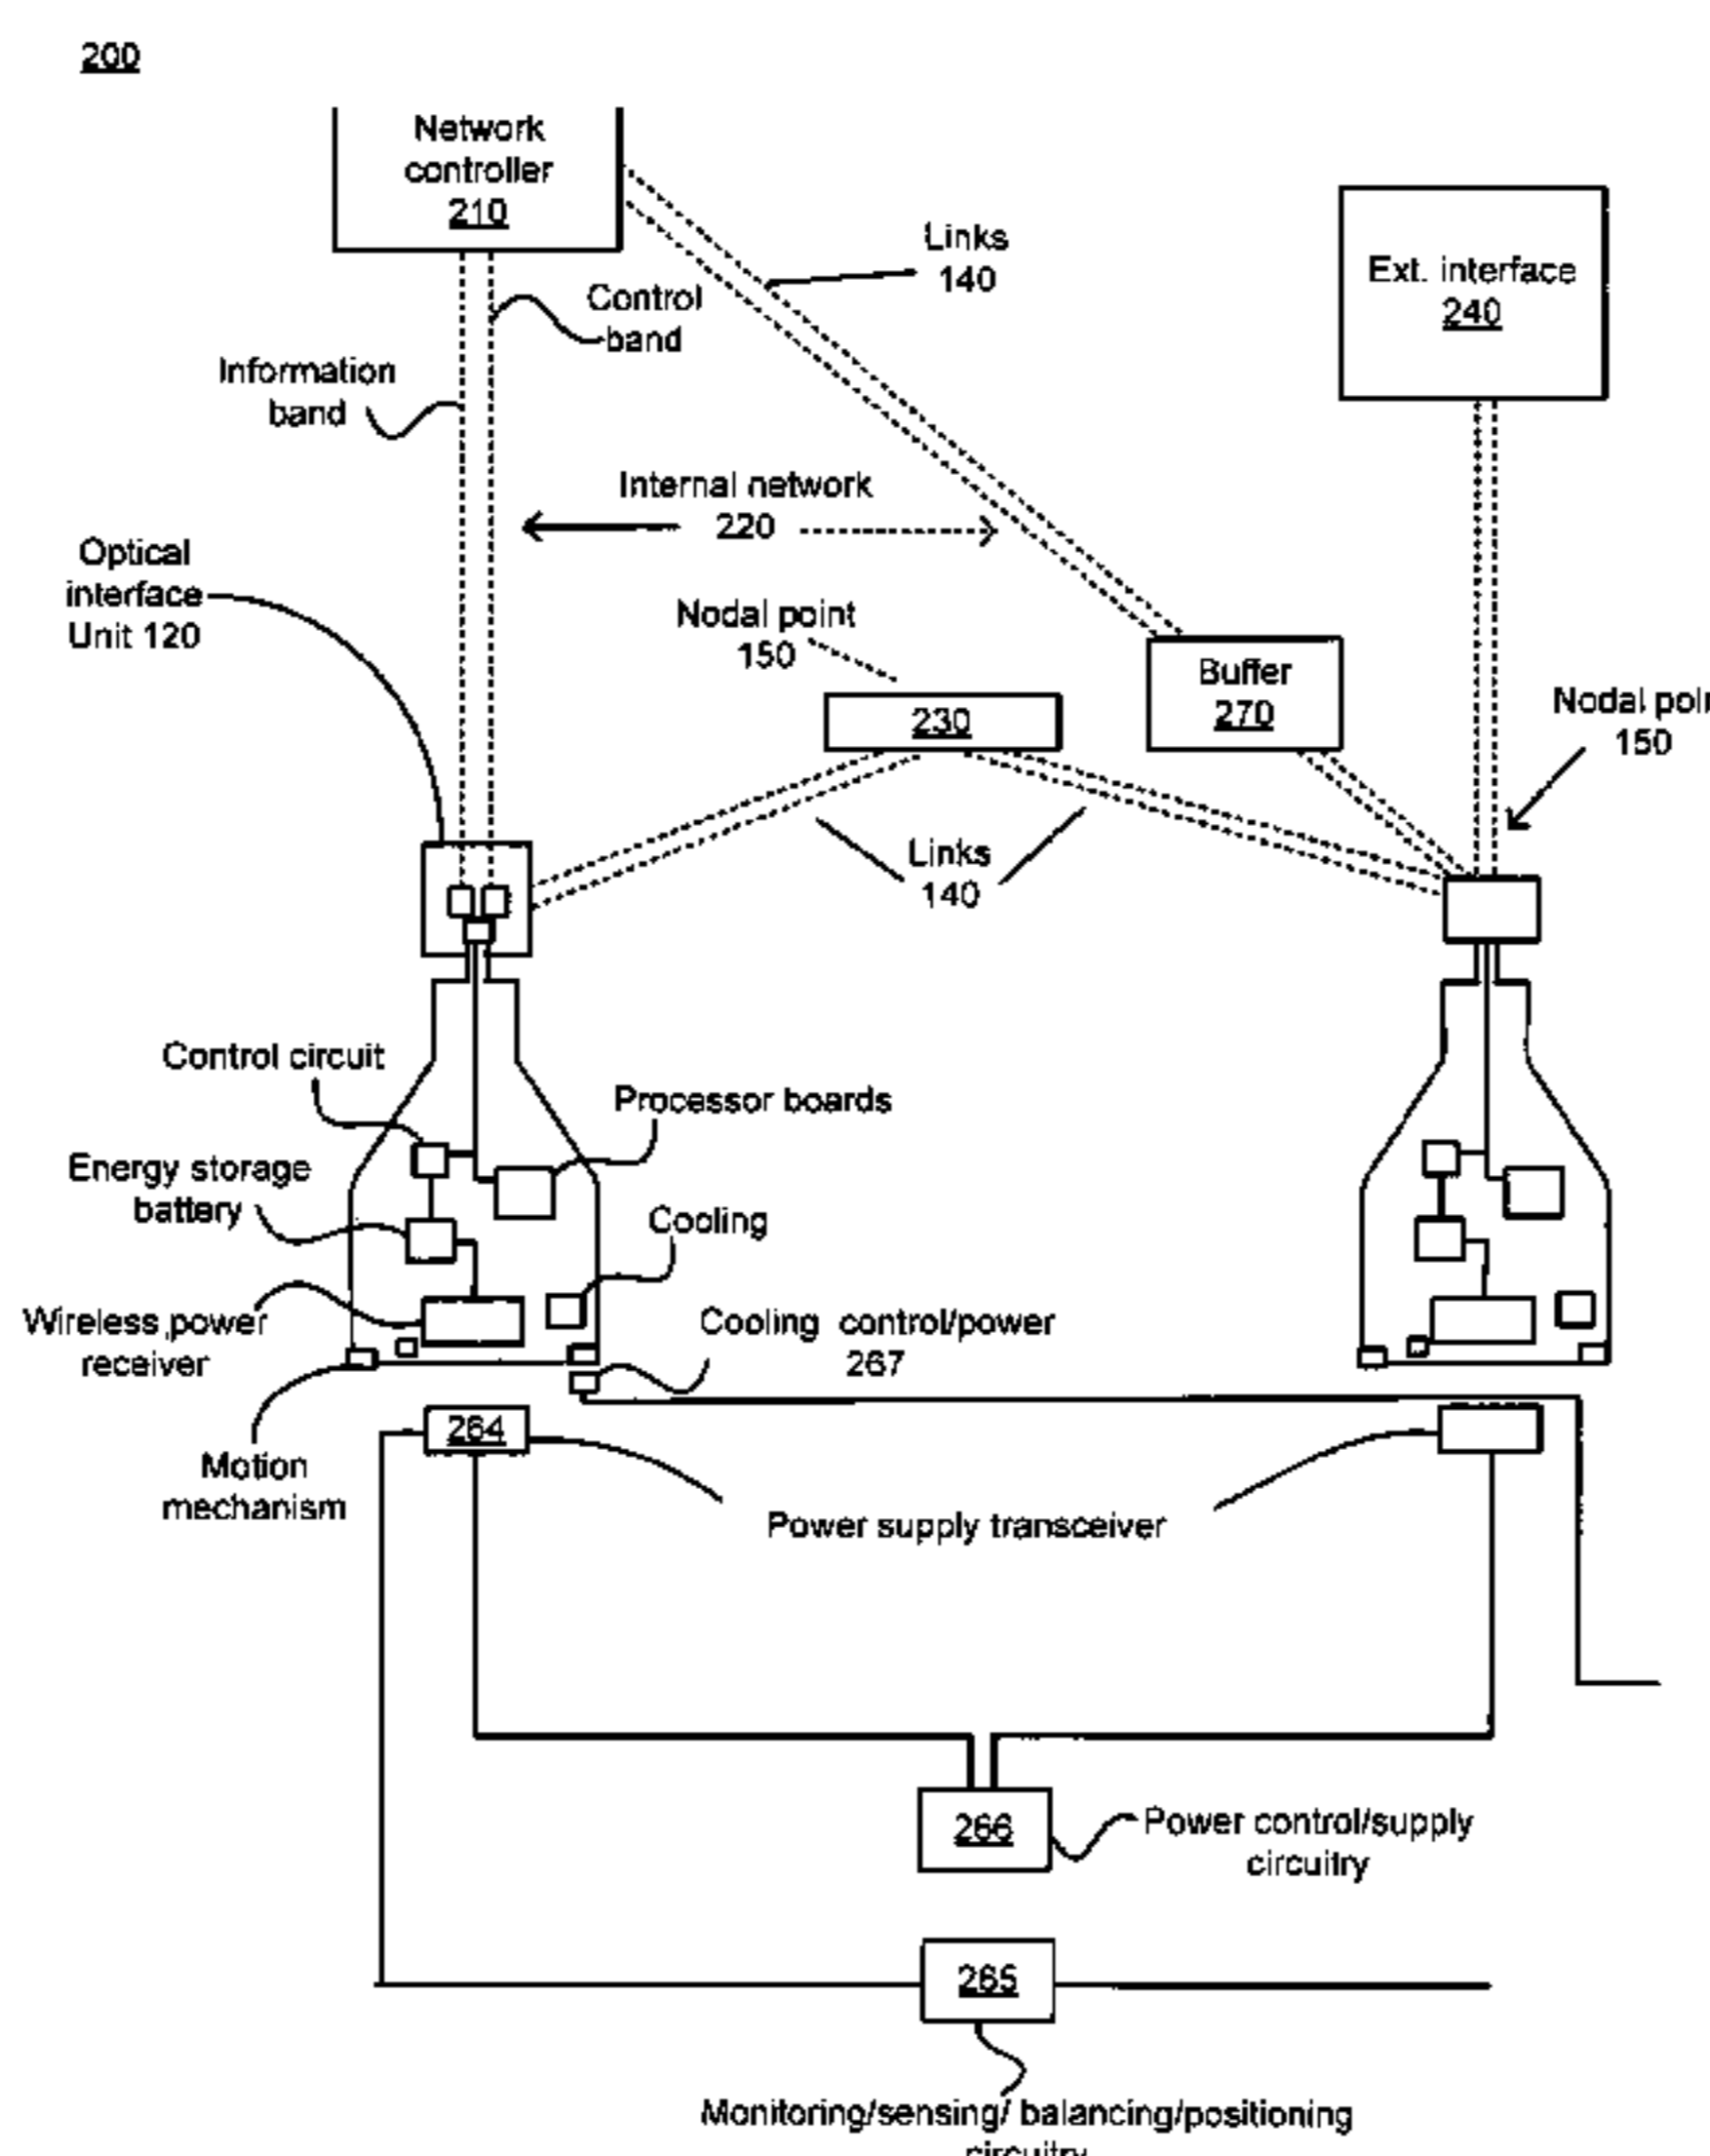 200
Network
controller
210
Links
140
Control
band
Ext. interface
240
Information
band
Internal network
220
Optical
interface
Unit 120
Nodal point
150
Buffer
270
230
Nodal poi
150
Links
140
Control circuit
Processor boards
Energy storage
battery
Cooling
Wireless power
receiver
Cooling control/power
267
264
Motion
mechanism
Power supply transceiver
266
Power control/supply
circuitry
265
Monitoring/sensing/ balancing/positioning
circuitry